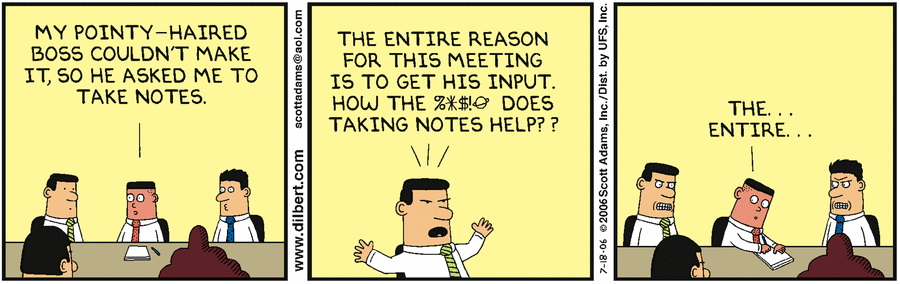 MY POINTY-HAIRED
BOSS COULDN'T MAKE
IT, SO HE ASKED ME TO
TAKE NOTES.
www.dilbert.com scottadams@aol.com
THE ENTIRE REASON
FOR THIS MEETING
IS TO GET HIS INPUT.
HOW THE %*$! DOES
TAKING NOTES HELP??
7-18-06 ©2006 Scott Adams, Inc./Dist. by UFS, Inc.
THE...
ENTIRE...